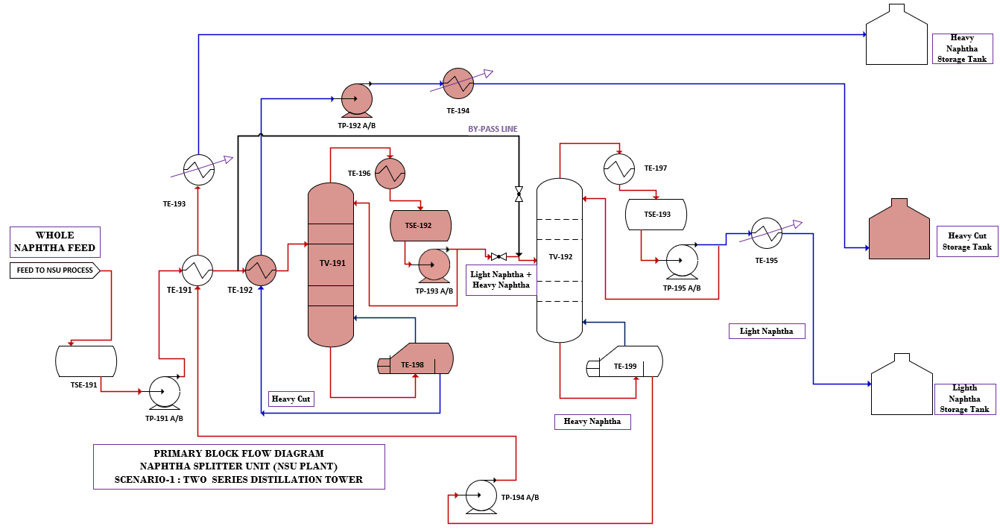 Heavy
Naphtha
Storage Tank
TE-194
TP-192 A/B
BY-PASS LINE
TE-196
TE-197
TE-193
TSE-192
TSE-193
WHOLE
NAPHTHA FEED
Heavy Cut
Storage Tank
FEED TO NSU PROCESS
TV-191
TV-192
TE-195
TE-191
TE-192
TP-193 A/B
Light Naphtha +
Heavy Naphtha
TP-195 A/B
Light Naphtha
TE-198
TE-199
TSE-191
Heavy Cut
Lighth
Naphtha
Storage Tank
TP-191 A/B
Heavy Naphtha
PRIMARY BLOCK FLOW DIAGRAM
NAPHTHA SPLITTER UNIT (NSU PLANT)
SCENARIO-1 : TWO SERIES DISTILLATION TOWER
TP-194 A/B